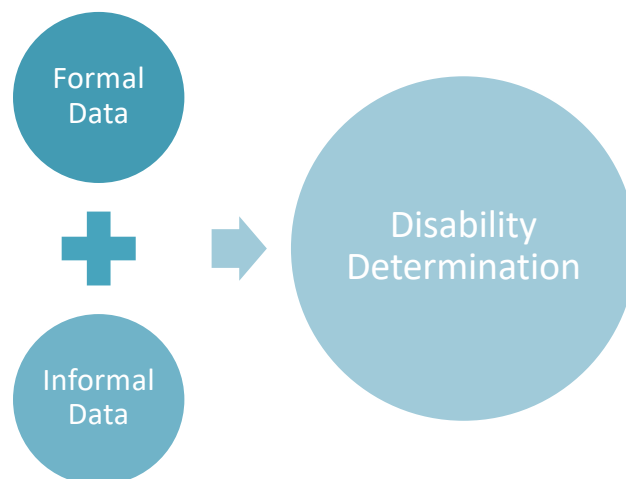 Formal
Data
Informal
Data
Disability
Determination